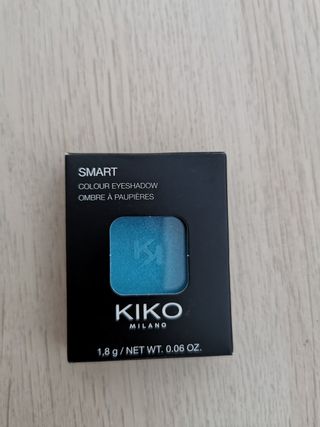 SMART
COLOUR EYESHADOW
OMBRE À PAUPIÈRES
KIKO
MILANO
1,8 g / NET WT. 0.06 OZ.